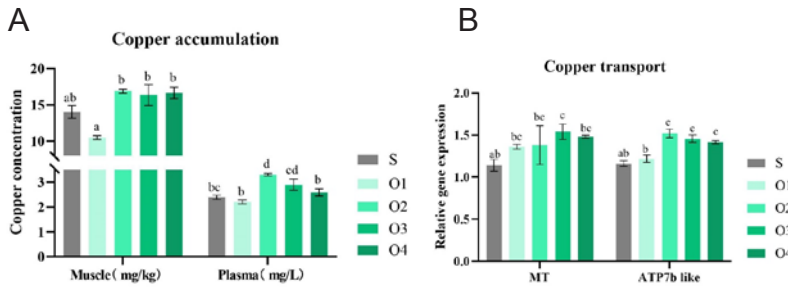 A
Copper accumulation
Copper concentration
20
15
10
3
2
1
0
ab
a
b
b
b
bc
b
d
cd
b
Muscle( mg/kg)
Plasma( mg/L)
S
O1
O2
O3
O4
B
Copper transport
Relative gene expression
2.0
1.5
1.0
0.5
0.0
ab
bc
bc
c
bc
ab
b
c
c
c
MT
ATP7b like
S
O1
O2
O3
O4